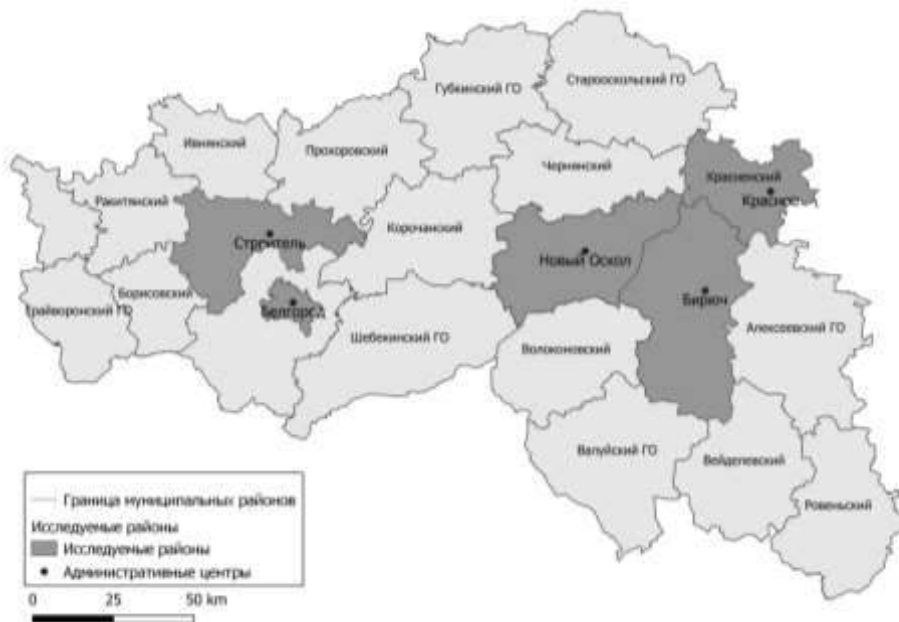 Старооскольский ГО
Губкинский ГО
Ивнянский
Прохоровский
Чернянский
Красненский
Ракитянский
Корочанский
Строитель
Новый Оскол
Бирюч
Борисовский
Грайворонский ГО
Белгород
Шебекинский ГО
Волоконовский
Алексеевский ГО
Валуйский ГО
Вейделевский
Ровеньский
Граница муниципальных районов
Исследуемые районы
Исследуемые районы
Административные центры
0 25 50 km